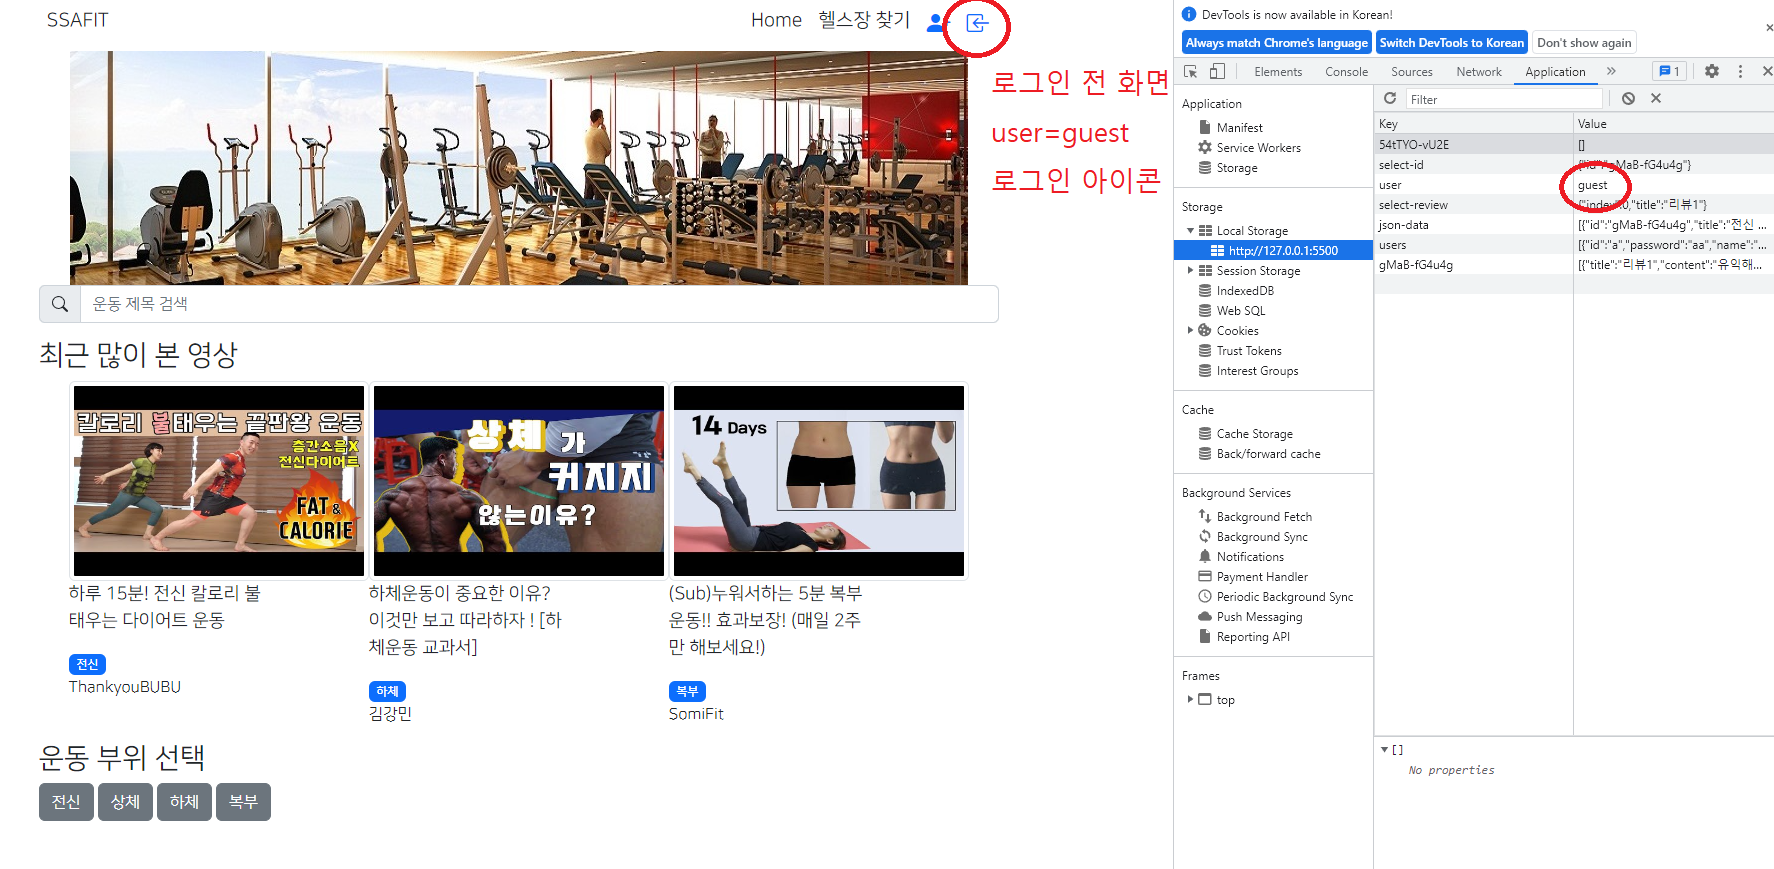 SSAFIT
Home 헬스장 찾기
로그인 전 화면
user=guest
로그인 아이콘
운동 제목 검색
최근 많이 본 영상
칼로리 불태우는 끝판왕 운동
층간소음X
전신다이어트
FAT &
CALORIE
상체가
커지지
않는이유?
14 Days
하루 15분! 전신 칼로리 불
태우는 다이어트 운동
전신
ThankyouBUBU
하체운동이 중요한 이유?
이것만 보고 따라하자 ! [하
체운동 교과서]
하체
김강민
(Sub)누워서하는 5분 복부
운동!! 효과보장! (매일 2주
만 해보세요!)
복부
SomiFit
운동 부위 선택
전신 상체 하체 복부
DevTools is now available in Korean!
Always match Chrome's language Switch DevTools to Korean Don't show again
Elements Console Sources Network Application 1
Application
Manifest
Service Workers
Storage
Storage
Local Storage
http://127.0.0.1:5500
Session Storage
IndexedDB
Web SQL
Cookies
Trust Tokens
Interest Groups
Cache
Cache Storage
Back/forward cache
Background Services
Background Fetch
Background Sync
Notifications
Payment Handler
Periodic Background Sync
Push Messaging
Reporting API
Frames
top
Filter
Key Value
54tTYO-vU2E []
select-id {"id":"gMaB-fG4u4g"}
user guest
select-review {"index":0,"title":"리뷰1"}
json-data [{"id":"gMaB-fG4u4g","title":"전신 ...
users [{"id":"a","password":"aa","name":"...
gMaB-fG4u4g [{"title":"리뷰1","content":"유익해...
[]
No properties